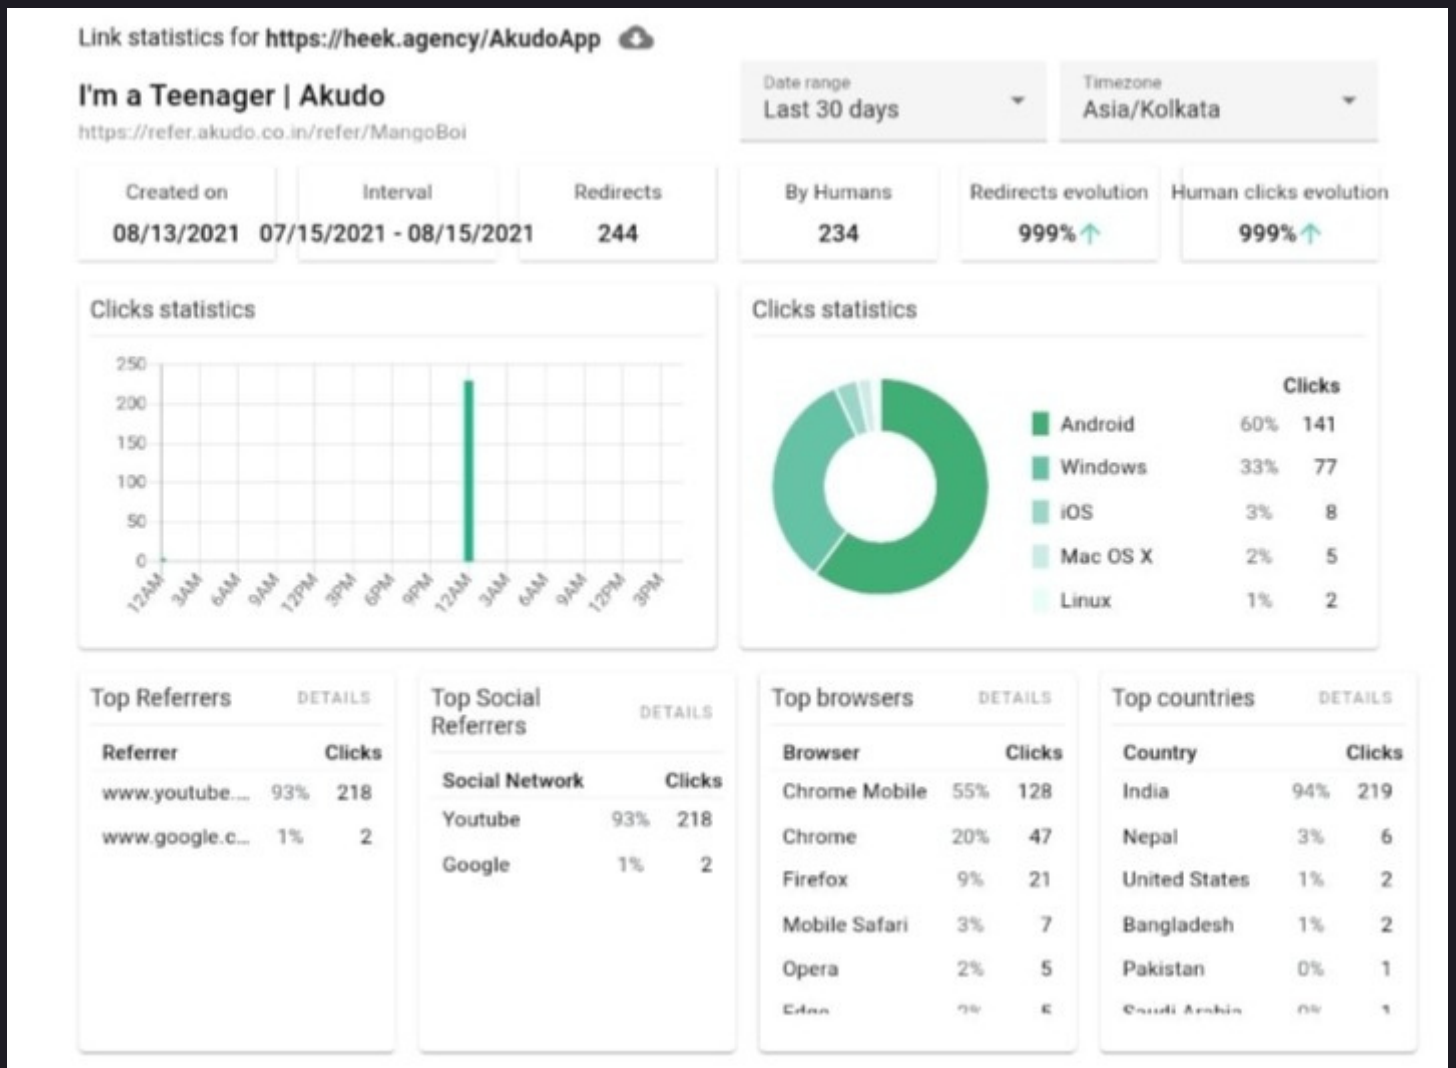 Link statistics for https://heek.agency/AkudoApp
I'm a Teenager | Akudo
https://refer.akudo.co.in/refer/MangoBoi
Date range
Last 30 days
Timezone
Asia/Kolkata
Created on
08/13/2021
Interval
07/15/2021 - 08/15/2021
Redirects
244
By Humans
234
Redirects evolution
999%↑
Human clicks evolution
999%↑
Clicks statistics
250
200
150
100
50
0
12AM 3AM 6AM 9AM 12PM 3PM 6PM 9PM 12AM 3AM 6AM 9AM 12PM 3PM
Clicks statistics
Clicks
Android 60% 141
Windows 33% 77
iOS 3% 8
Mac OS X 2% 5
Linux 1% 2
Top Referrers DETAILS
Referrer Clicks
www.youtube.... 93% 218
www.google.c... 1% 2
Top Social
Referrers
DETAILS
Social Network Clicks
Youtube 93% 218
Google 1% 2
Top browsers DETAILS
Browser Clicks
Chrome Mobile 55% 128
Chrome 20% 47
Firefox 9% 21
Mobile Safari 3% 7
Opera 2% 5
Edge 2% 5
Top countries DETAILS
Country Clicks
India 94% 219
Nepal 3% 6
United States 1% 2
Bangladesh 1% 2
Pakistan 0% 1
Saudi Arabia 0% 1